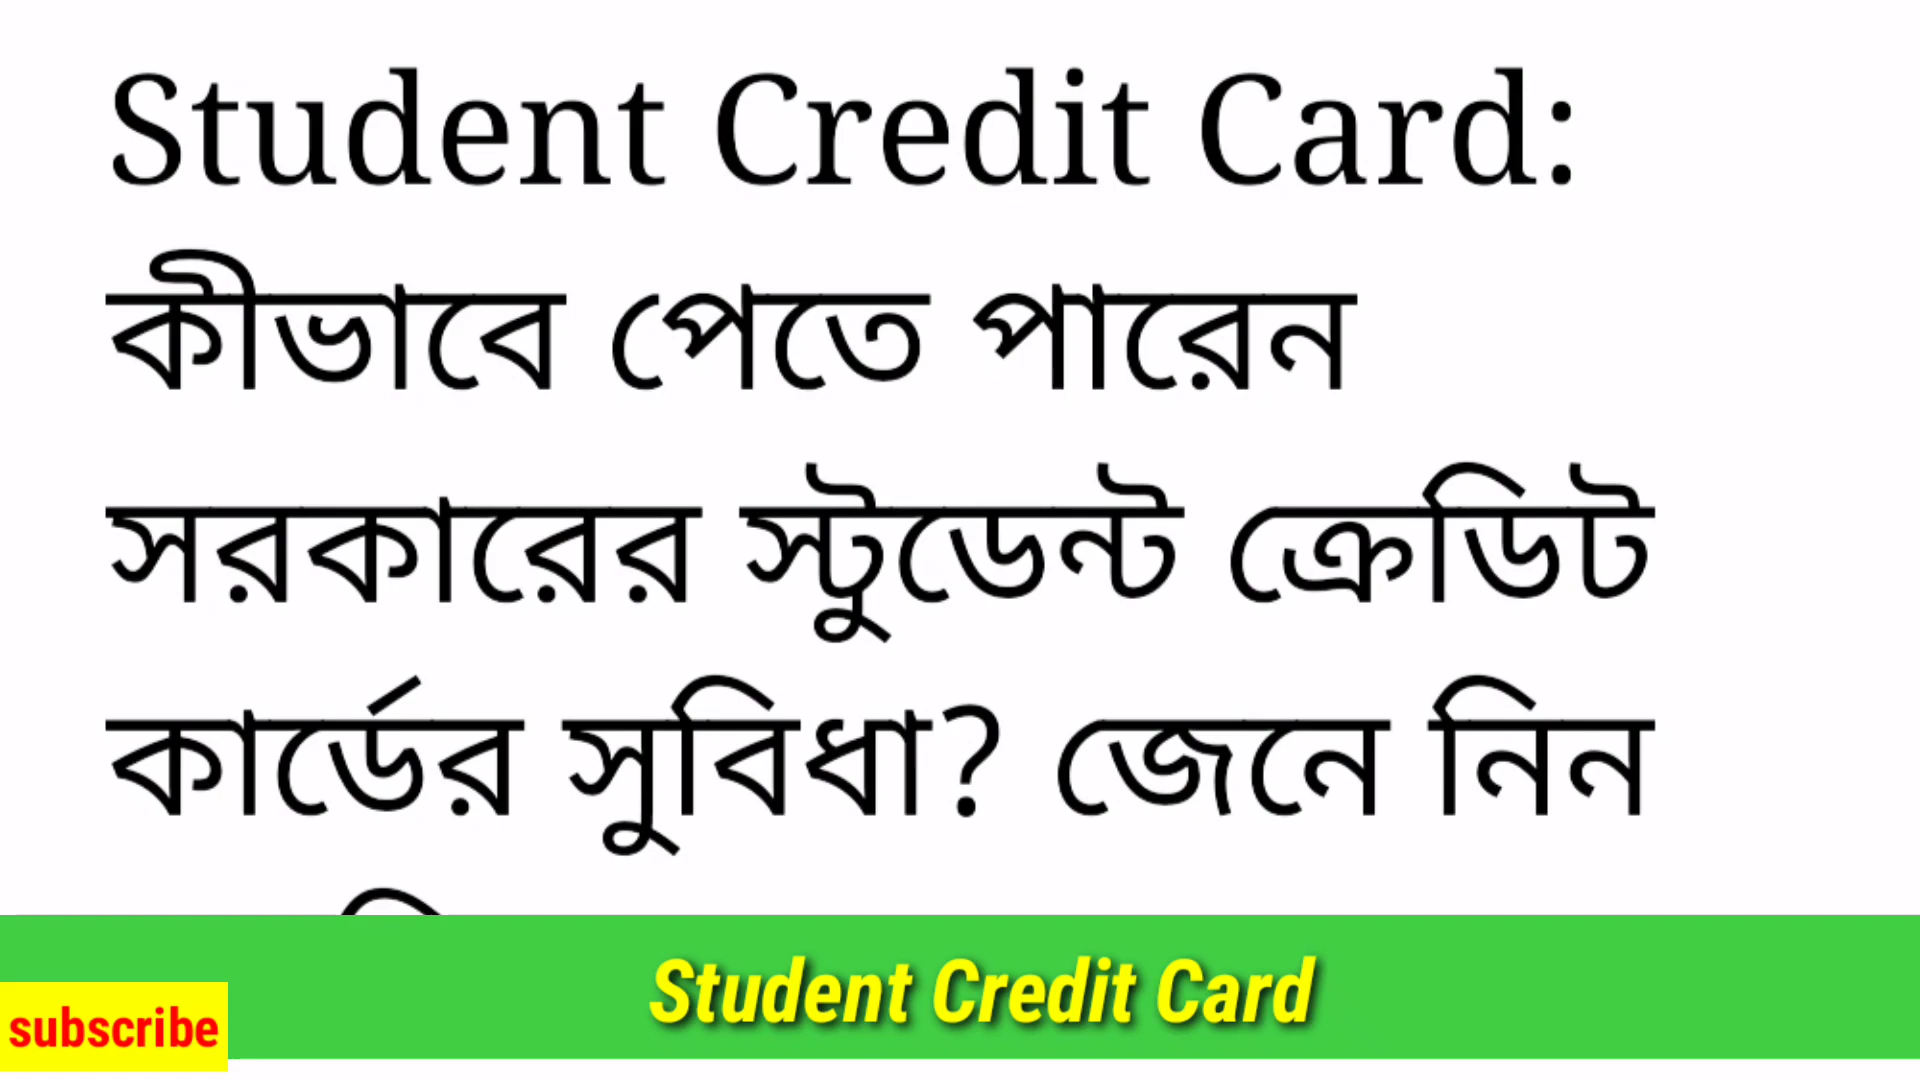 Student Credit Card:
কীভাবে পেতে পারেন
সরকারের স্টুডেন্ট ক্রেডিট
কার্ডের সুবিধা? জেনে নিন
Student Credit Card
subscribe